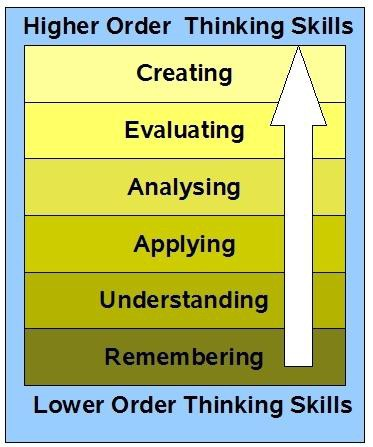 Higher Order Thinking Skills
Creating
Evaluating
Analysing
Applying
Understanding
Remembering
Lower Order Thinking Skills